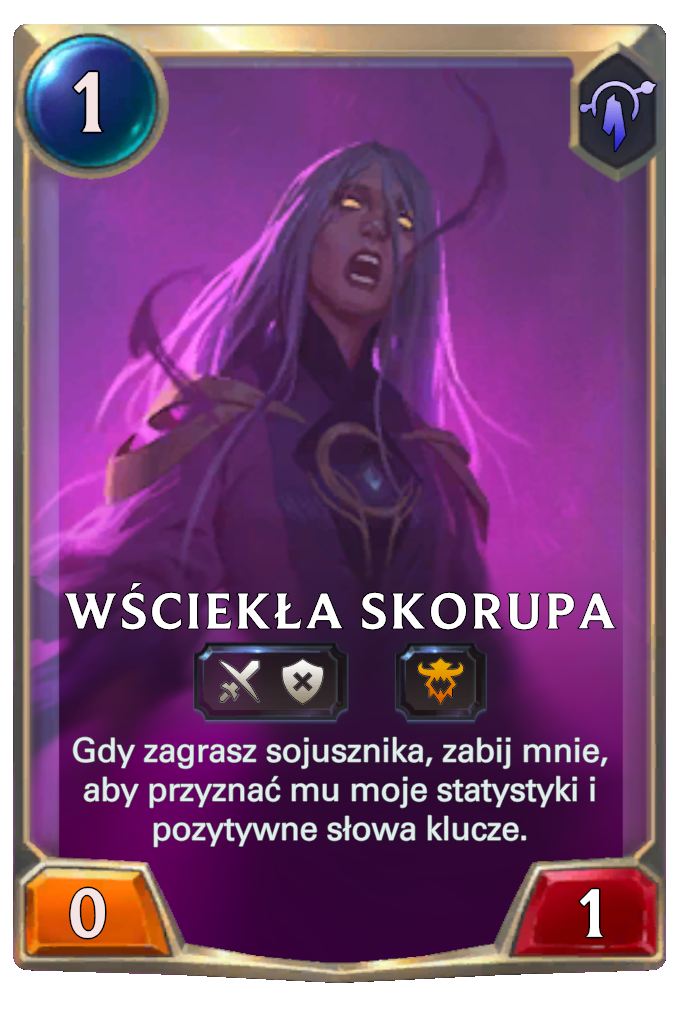 1
WŚCIEKŁA SKORUPA
Gdy zagrasz sojusznika, zabij mnie,
aby przyznać mu moje statystyki i
pozytywne słowa klucze.
0
1